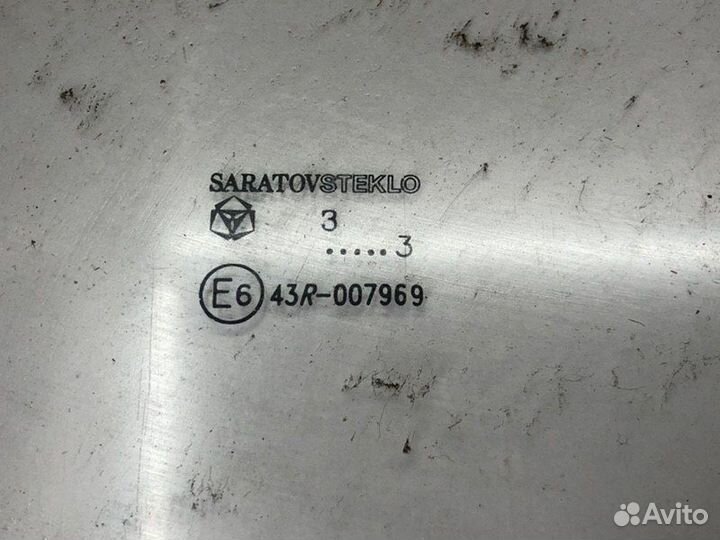 SARATOVSTEKLO
3
.....3
E6 43R-007969
Avito